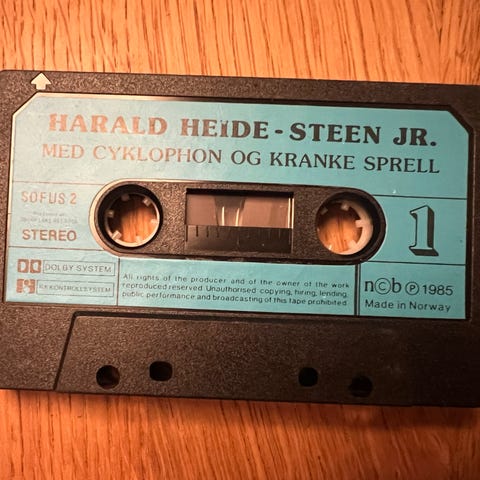 HARALD HEIDE - STEEN JR.
MED CYKLOPHON OG KRANKE SPRELL
SOFUS 2
STEREO
1
DOLBY SYSTEM
All rights of the producer and of the owner of the work
reproduced reserved. Unauthorised copying, hiring, lending,
public performance and broadcasting of this tape prohibited.
n©b ℗ 1985
Made in Norway